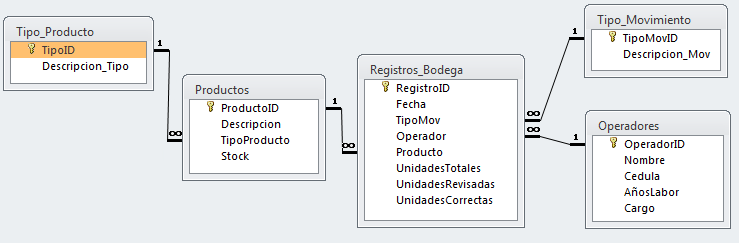 Tipo_Producto
TipoID
Descripcion_Tipo
1
∞
Productos
ProductoID
Descripcion
TipoProducto
Stock
1
∞
Registros_Bodega
RegistroID
Fecha
TipoMov
Operador
Producto
UnidadesTotales
UnidadesRevisadas
UnidadesCorrectas
∞
∞
1
Tipo_Movimiento
TipoMovID
Descripcion_Mov
1
Operadores
OperadorID
Nombre
Cedula
AñosLabor
Cargo